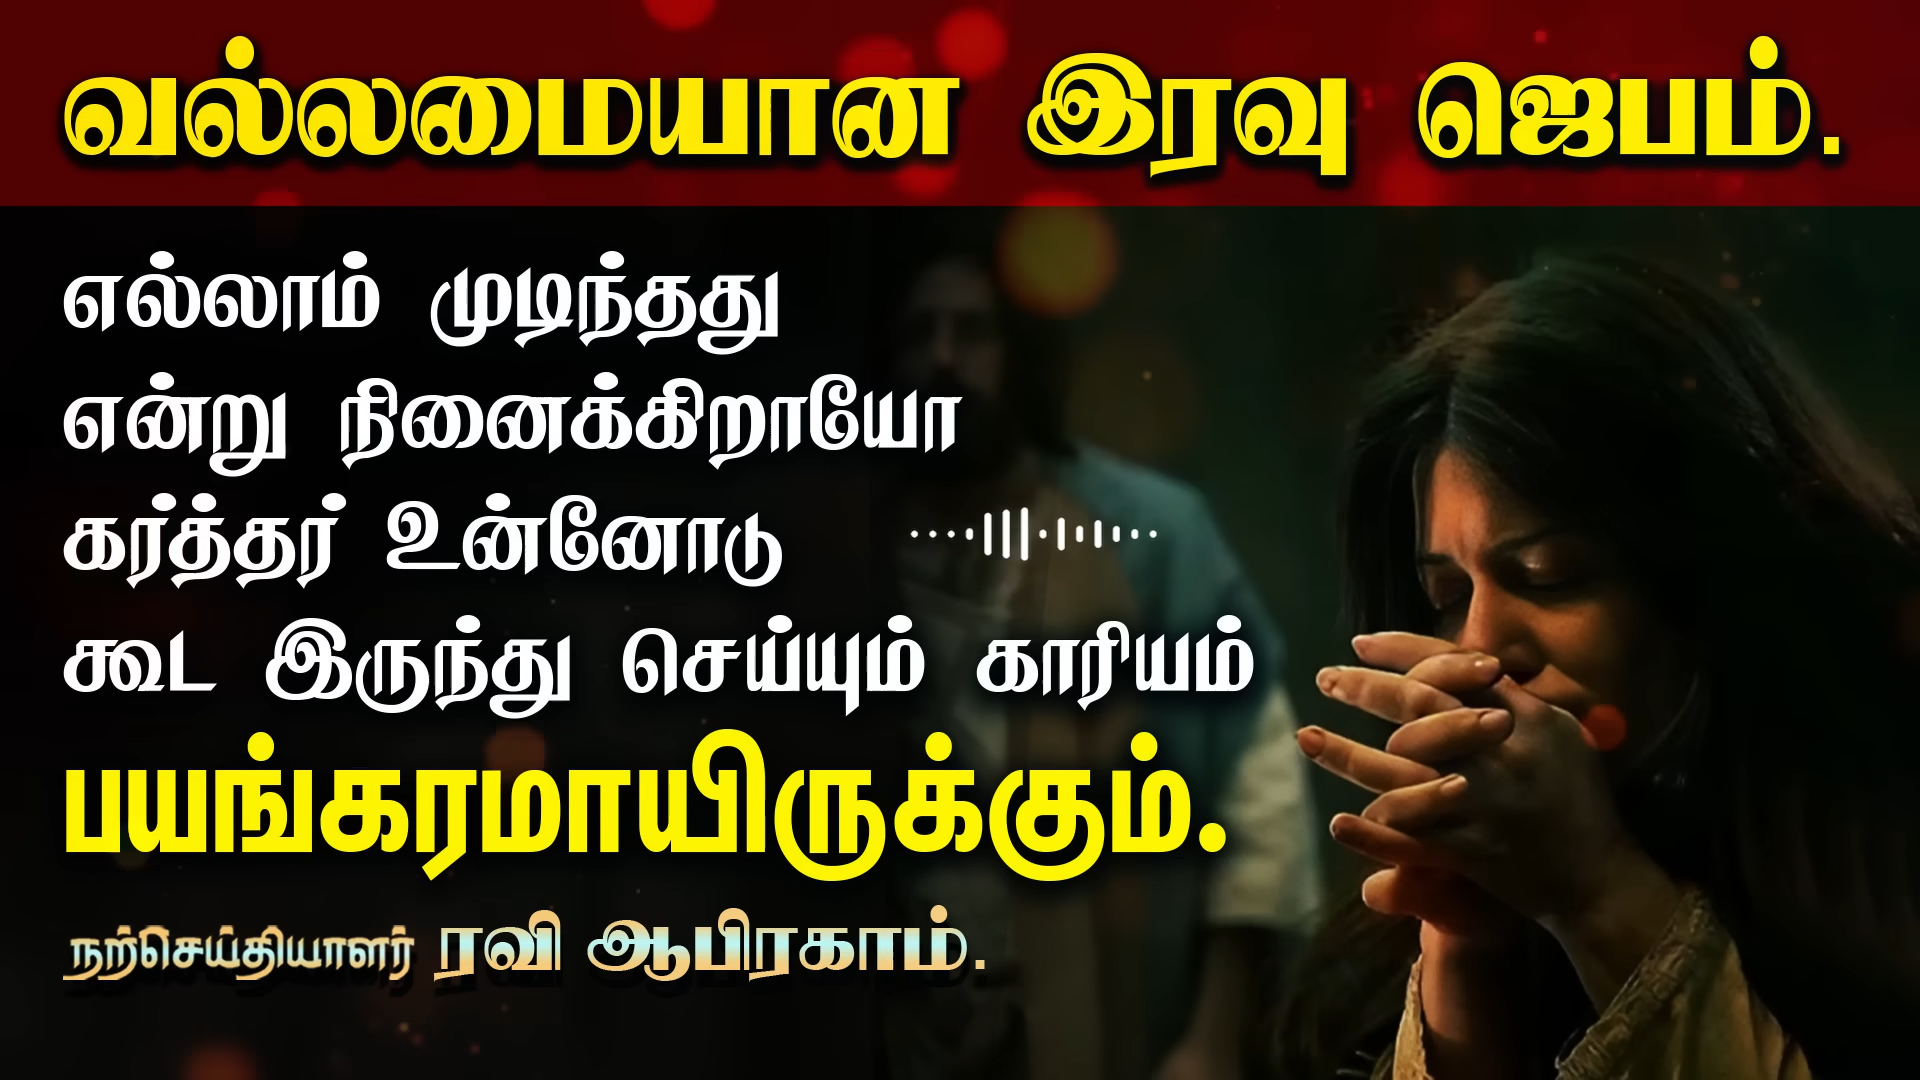 வல்லமையான இரவு ஜெபம்.
எல்லாம் முடிந்தது
என்று நினைக்கிறாயோ
கர்த்தர் உன்னோடு
கூட இருந்து செய்யும் காரியம்
பயங்கரமாயிருக்கும்.
நற்செய்தியாளர் ரவி ஆபிரகாம்.